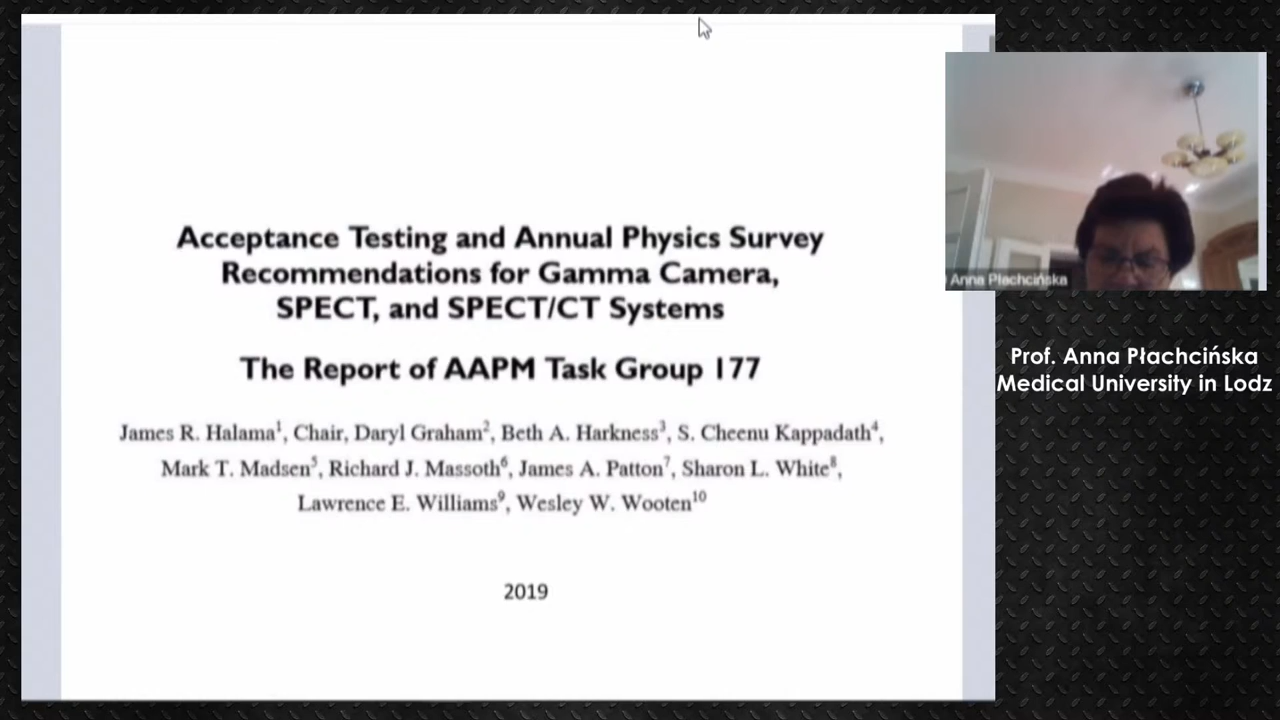 Acceptance Testing and Annual Physics Survey
Recommendations for Gamma Camera,
SPECT, and SPECT/CT Systems
The Report of AAPM Task Group 177
James R. Halama¹, Chair, Daryl Graham², Beth A. Harkness³, S. Cheenu Kappadath⁴,
Mark T. Madsen⁵, Richard J. Massoth⁶, James A. Patton⁷, Sharon L. White⁸,
Lawrence E. Williams⁹, Wesley W. Wooten¹⁰
2019
Anna Płachcińska
Prof. Anna Płachcińska
Medical University in Lodz